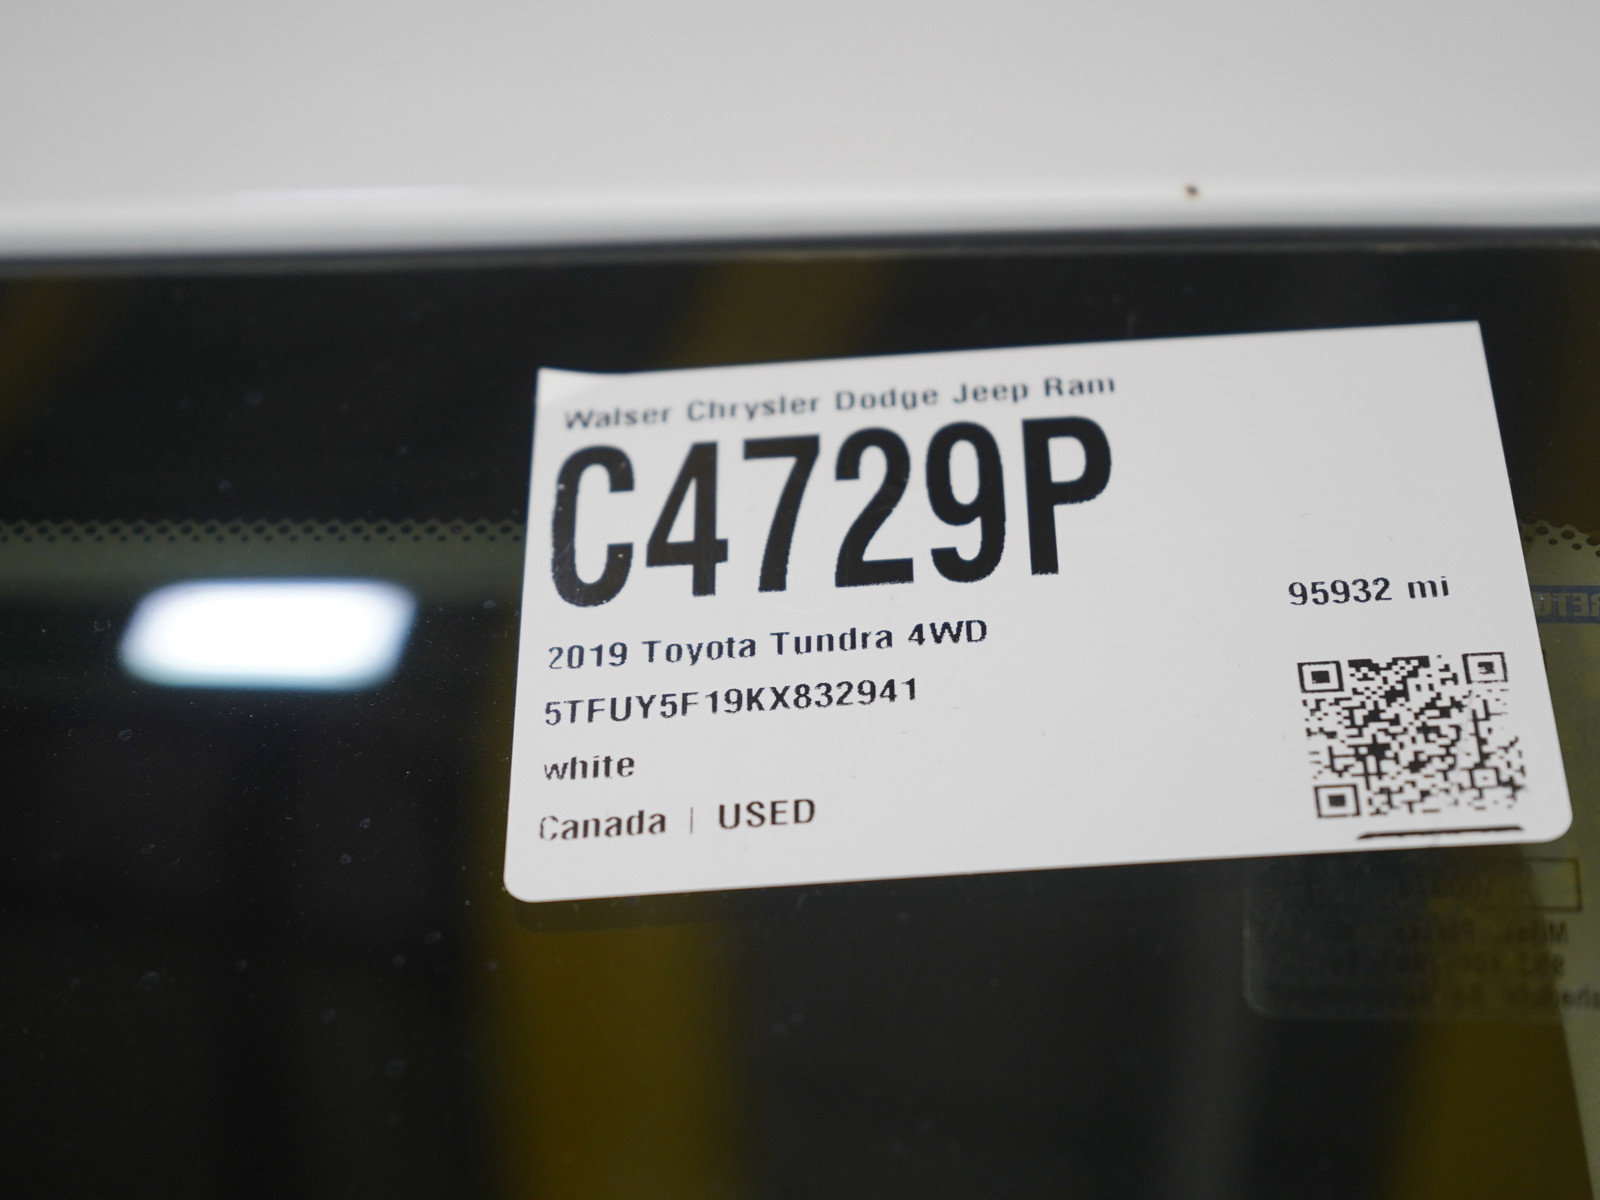 Walser Chrysler Dodge Jeep Ram
C4729P
95932 mi
2019 Toyota Tundra 4WD
5TFUY5F19KX832941
white
Canada | USED